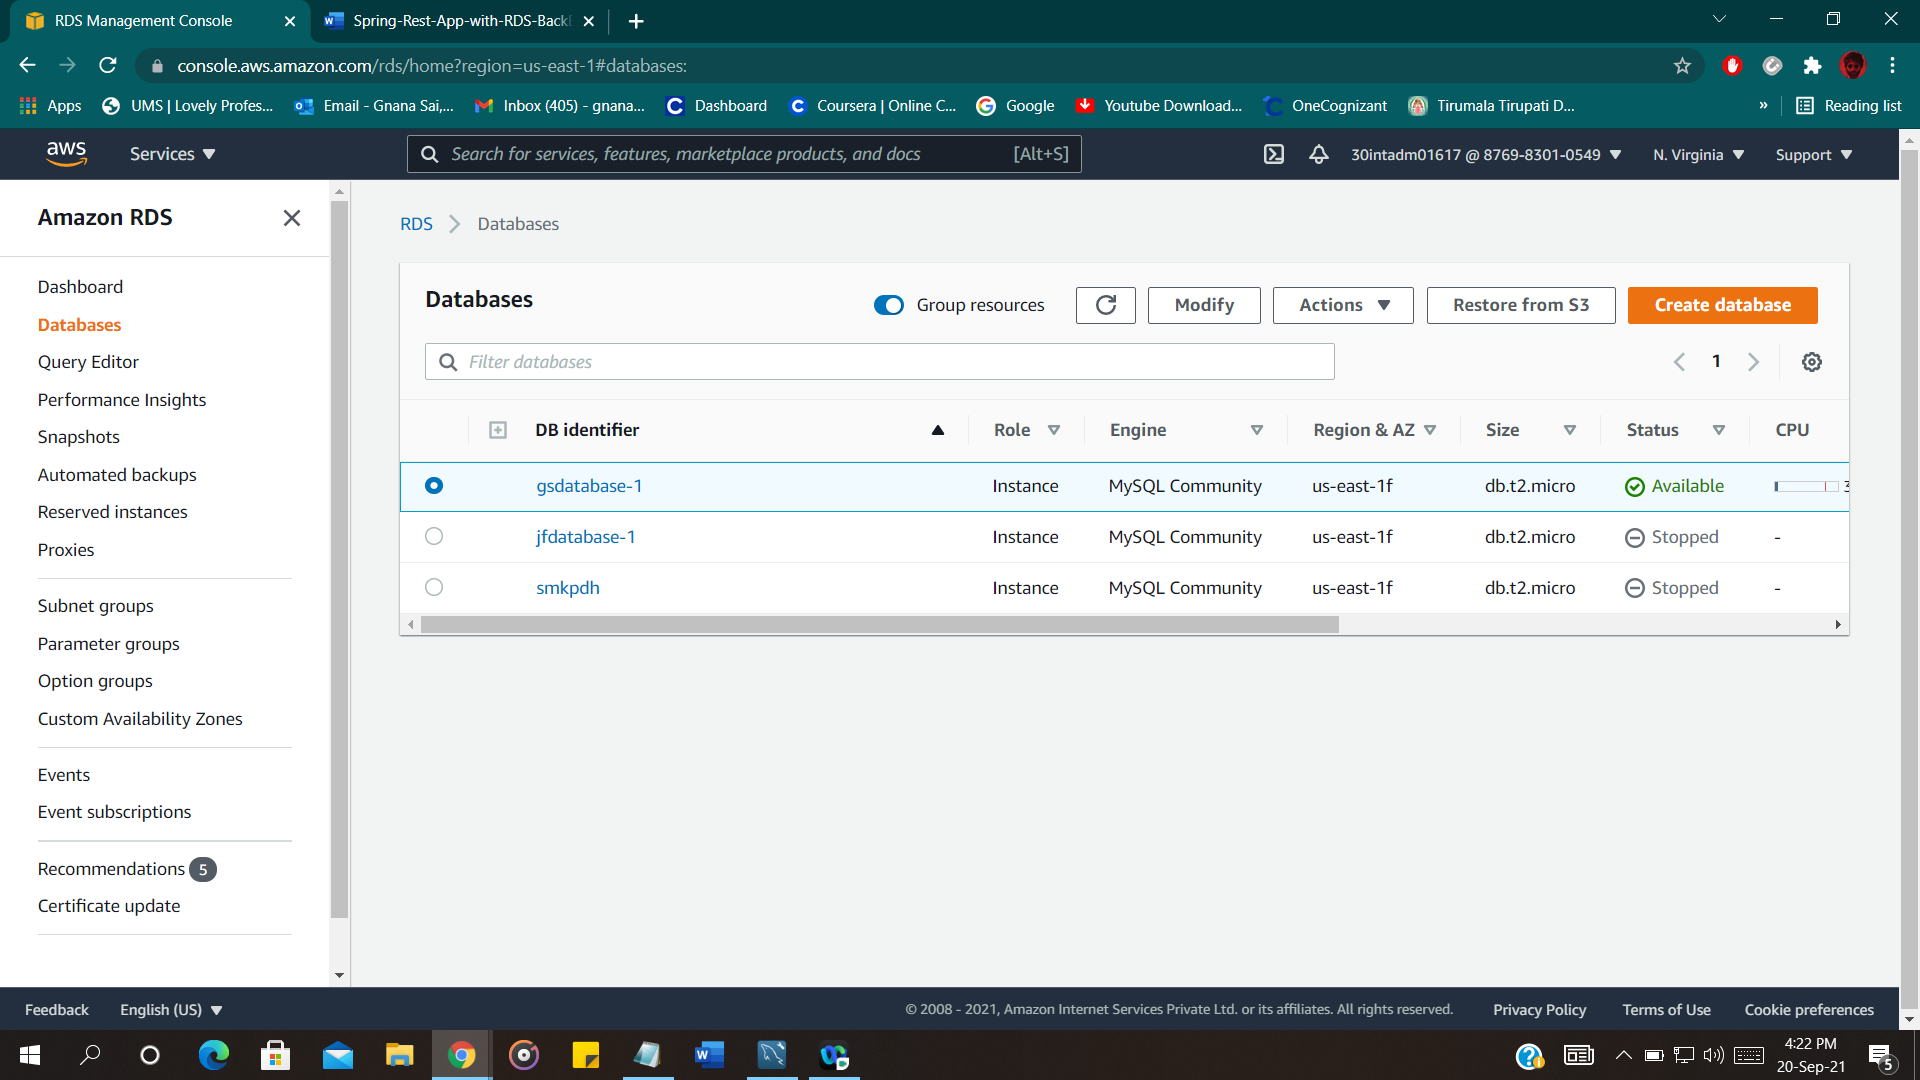 RDS Management Console
Spring-Rest-App-with-RDS-Back
console.aws.amazon.com/rds/home?region=us-east-1#databases:
Apps
UMS | Lovely Profes...
Email - Gnana Sai,...
Inbox (405) - gnana...
Dashboard
Coursera | Online C...
Google
Youtube Download...
OneCognizant
Tirumala Tirupati D...
»
Reading list
aws
Services
Search for services, features, marketplace products, and docs
[Alt+S]
30intadm01617 @ 8769-8301-0549
N. Virginia
Support
Amazon RDS
Dashboard
Databases
Query Editor
Performance Insights
Snapshots
Automated backups
Reserved instances
Proxies
Subnet groups
Parameter groups
Option groups
Custom Availability Zones
Events
Event subscriptions
Recommendations 5
Certificate update
RDS > Databases
Databases
Group resources
Modify
Actions
Restore from S3
Create database
Filter databases
1
DB identifier Role Engine Region & AZ Size Status CPU
gsdatabase-1 Instance MySQL Community us-east-1f db.t2.micro Available
jfdatabase-1 Instance MySQL Community us-east-1f db.t2.micro Stopped -
smkpdh Instance MySQL Community us-east-1f db.t2.micro Stopped -
Feedback
English (US)
© 2008 - 2021, Amazon Internet Services Private Ltd. or its affiliates. All rights reserved.
Privacy Policy
Terms of Use
Cookie preferences
4:22 PM
20-Sep-21
5